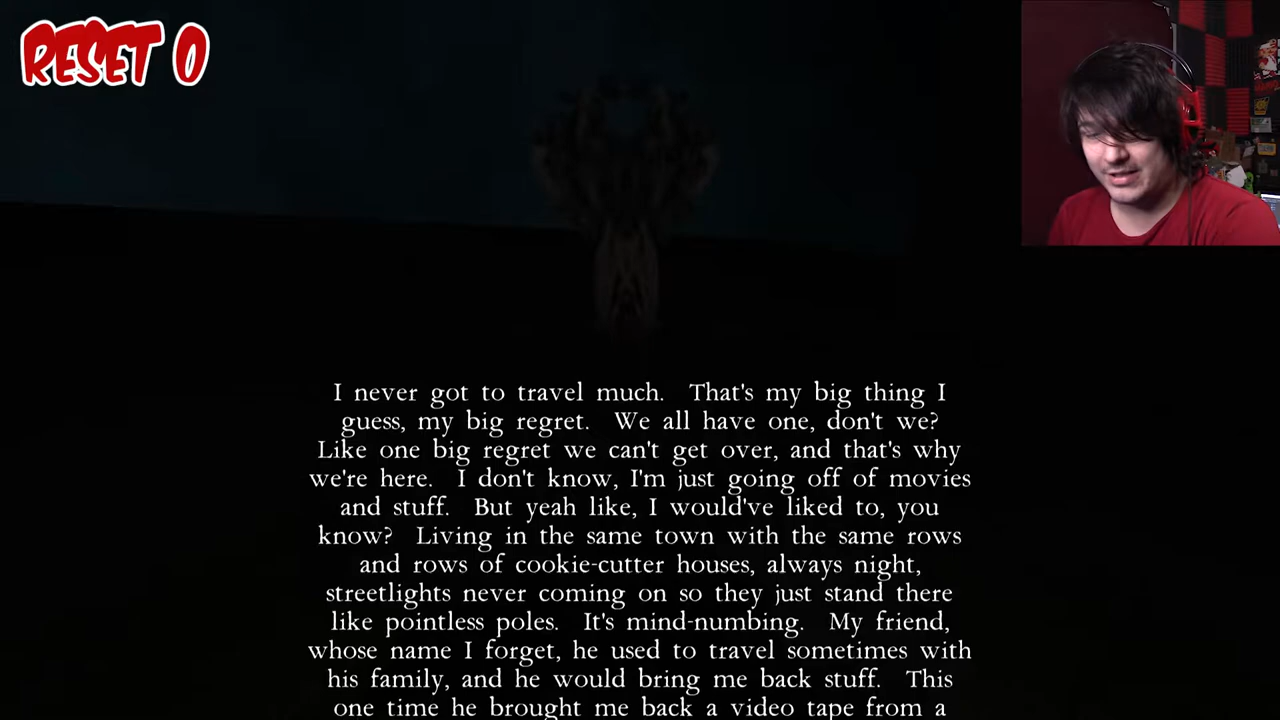 RESET 0
I never got to travel much. That's my big thing I
guess, my big regret. We all have one, don't we?
Like one big regret we can't get over, and that's why
we're here. I don't know, I'm just going off of movies
and stuff. But yeah like, I would've liked to, you
know? Living in the same town with the same rows
and rows of cookie-cutter houses, always night,
streetlights never coming on so they just stand there
like pointless poles. It's mind-numbing. My friend,
whose name I forget, he used to travel sometimes with
his family, and he would bring me back stuff. This
one time he brought me back a video tape from a